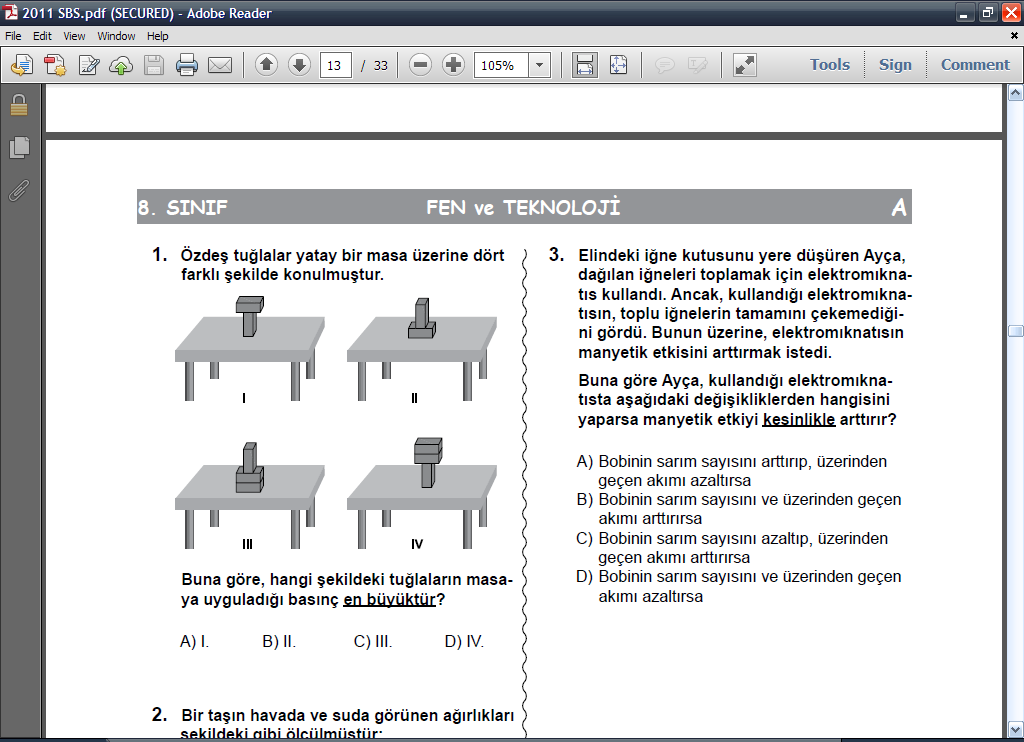 2011 SBS.pdf (SECURED) - Adobe Reader
File Edit View Window Help
13 / 33 105% Tools Sign Comment
8. SINIF FEN ve TEKNOLOJİ A
1. Özdeş tuğlalar yatay bir masa üzerine dört
farklı şekilde konulmuştur.
I II
III IV
Buna göre, hangi şekildeki tuğlaların masa-
ya uyguladığı basınç en büyüktür?
A) I. B) II. C) III. D) IV.
2. Bir taşın havada ve suda görünen ağırlıkları
şekildeki gibi ölçülmüştür:
3. Elindeki iğne kutusunu yere düşüren Ayça,
dağılan iğneleri toplamak için elektromıkna-
tıs kullandı. Ancak, kullandığı elektromıkna-
tısın, toplu iğnelerin tamamını çekemediği-
ni gördü. Bunun üzerine, elektromıknatısın
manyetik etkisini arttırmak istedi.
Buna göre Ayça, kullandığı elektromıkna-
tısta aşağıdaki değişikliklerden hangisini
yaparsa manyetik etkiyi kesinlikle arttırır?
A) Bobinin sarım sayısını arttırıp, üzerinden
geçen akımı azaltırsa
B) Bobinin sarım sayısını ve üzerinden geçen
akımı arttırırsa
C) Bobinin sarım sayısını azaltıp, üzerinden
geçen akımı arttırırsa
D) Bobinin sarım sayısını ve üzerinden geçen
akımı azaltırsa